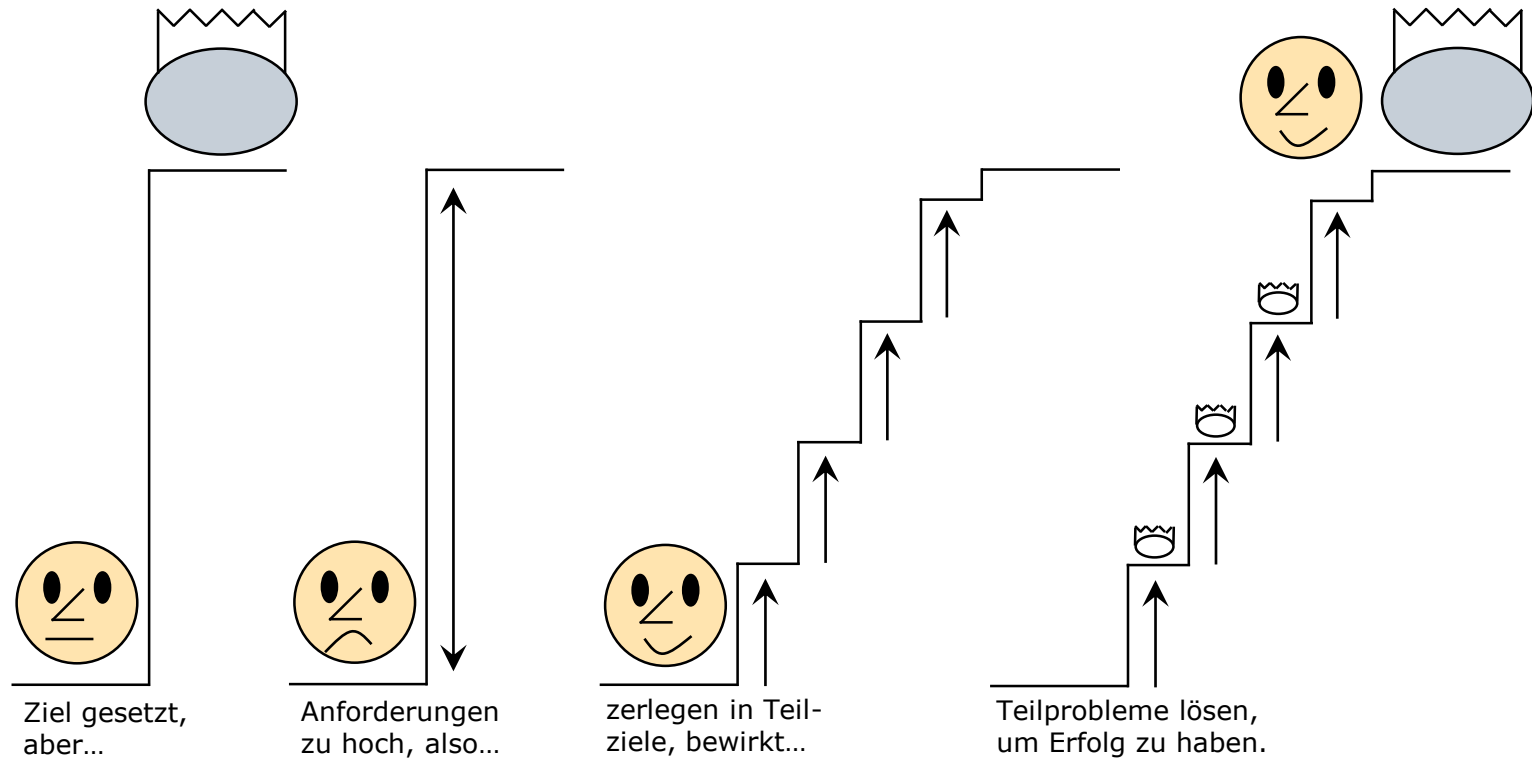 Ziel gesetzt,
aber…
Anforderungen
zu hoch, also…
zerlegen in Teil-
ziele, bewirkt…
Teilprobleme lösen,
um Erfolg zu haben.